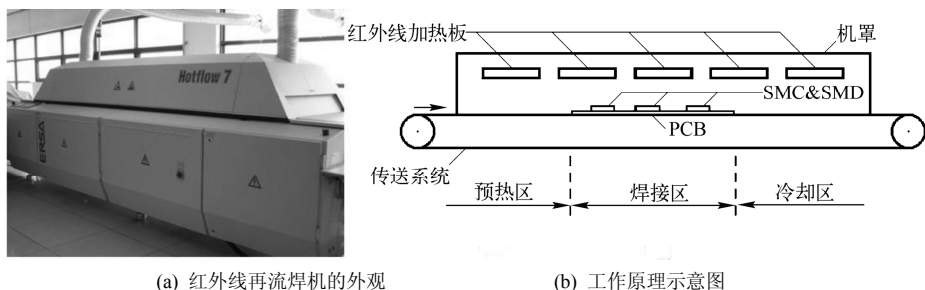 Hotflow 7
ERSA
红外线加热板
机罩
SMC&SMD
PCB
传送系统
预热区
焊接区
冷却区
(a) 红外线再流焊机的外观
(b) 工作原理示意图